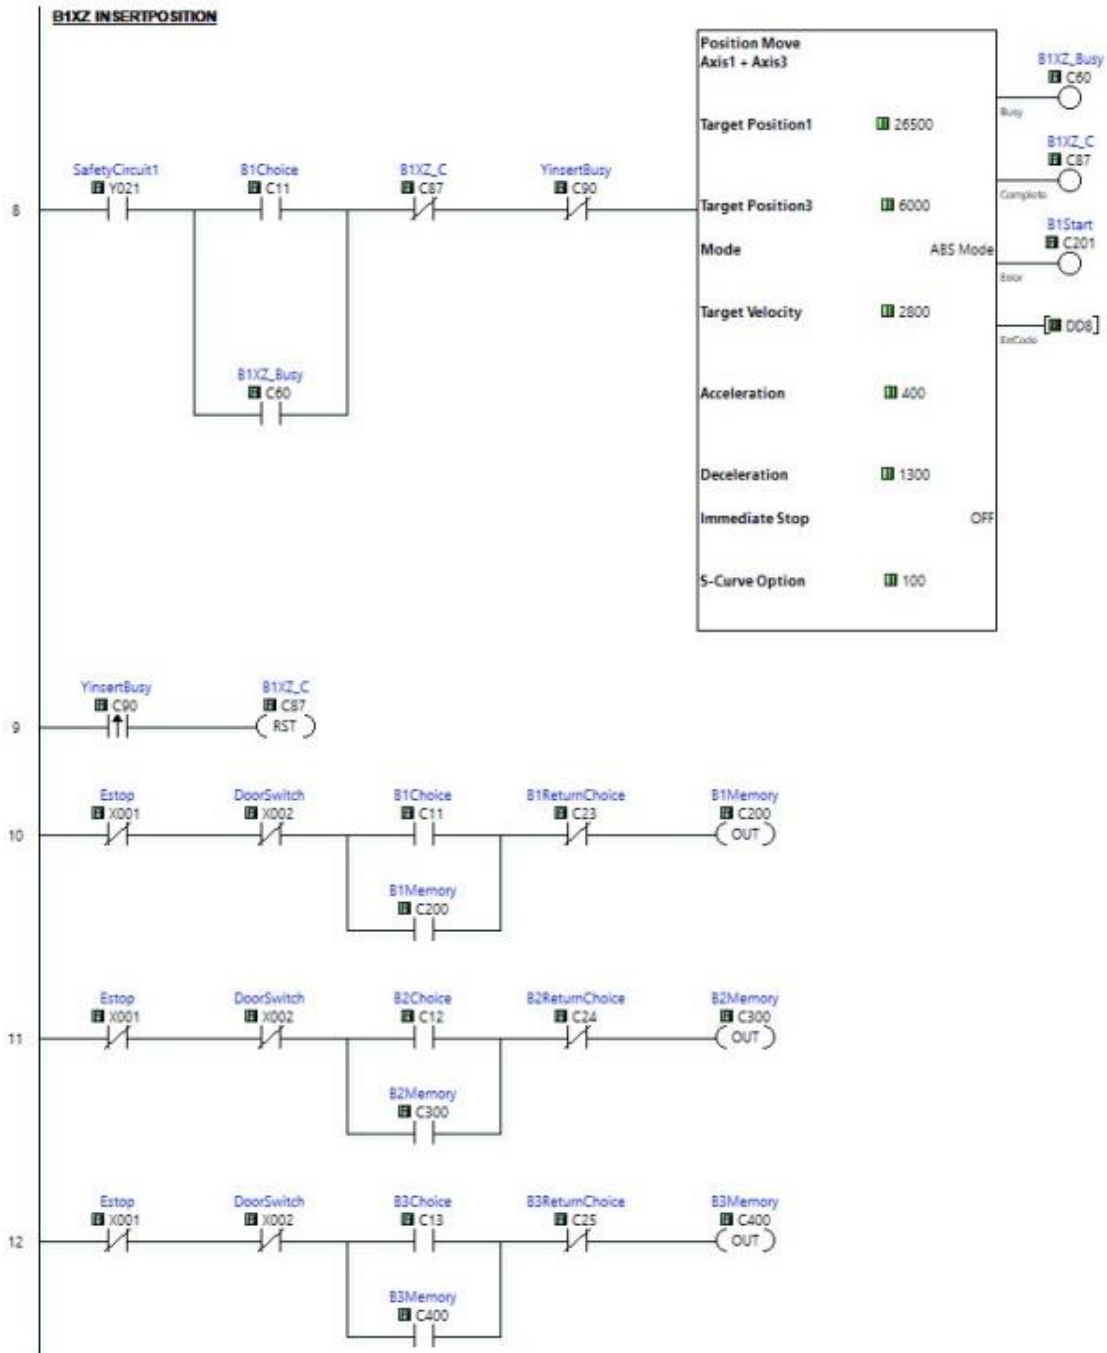 B1XZ INSERTPOSITION
Position Move
Axis1 + Axis3
B1XZ_Busy
C60
Busy
Target Position1 26500
SafetyCircuit1 B1Choice B1XZ_C YinsertBusy
Y021 C11 C87 C90
B1XZ_C
C87
Complete
8
Target Position3 6000
B1Start
C201
Mode ABS Mode
Error
Target Velocity 2800
[DD8]
ErrCode
B1XZ_Busy
C60
Acceleration 400
Deceleration 1300
Immediate Stop OFF
S-Curve Option 100
YinsertBusy B1XZ_C
C90 C87
9 ( RST )
Estop DoorSwitch B1Choice B1ReturnChoice B1Memory
X001 X002 C11 C23 C200
10 ( OUT )
B1Memory
C200
Estop DoorSwitch B2Choice B2ReturnChoice B2Memory
X001 X002 C12 C24 C300
11 ( OUT )
B2Memory
C300
Estop DoorSwitch B3Choice B3ReturnChoice B3Memory
X001 X002 C13 C25 C400
12 ( OUT )
B3Memory
C400